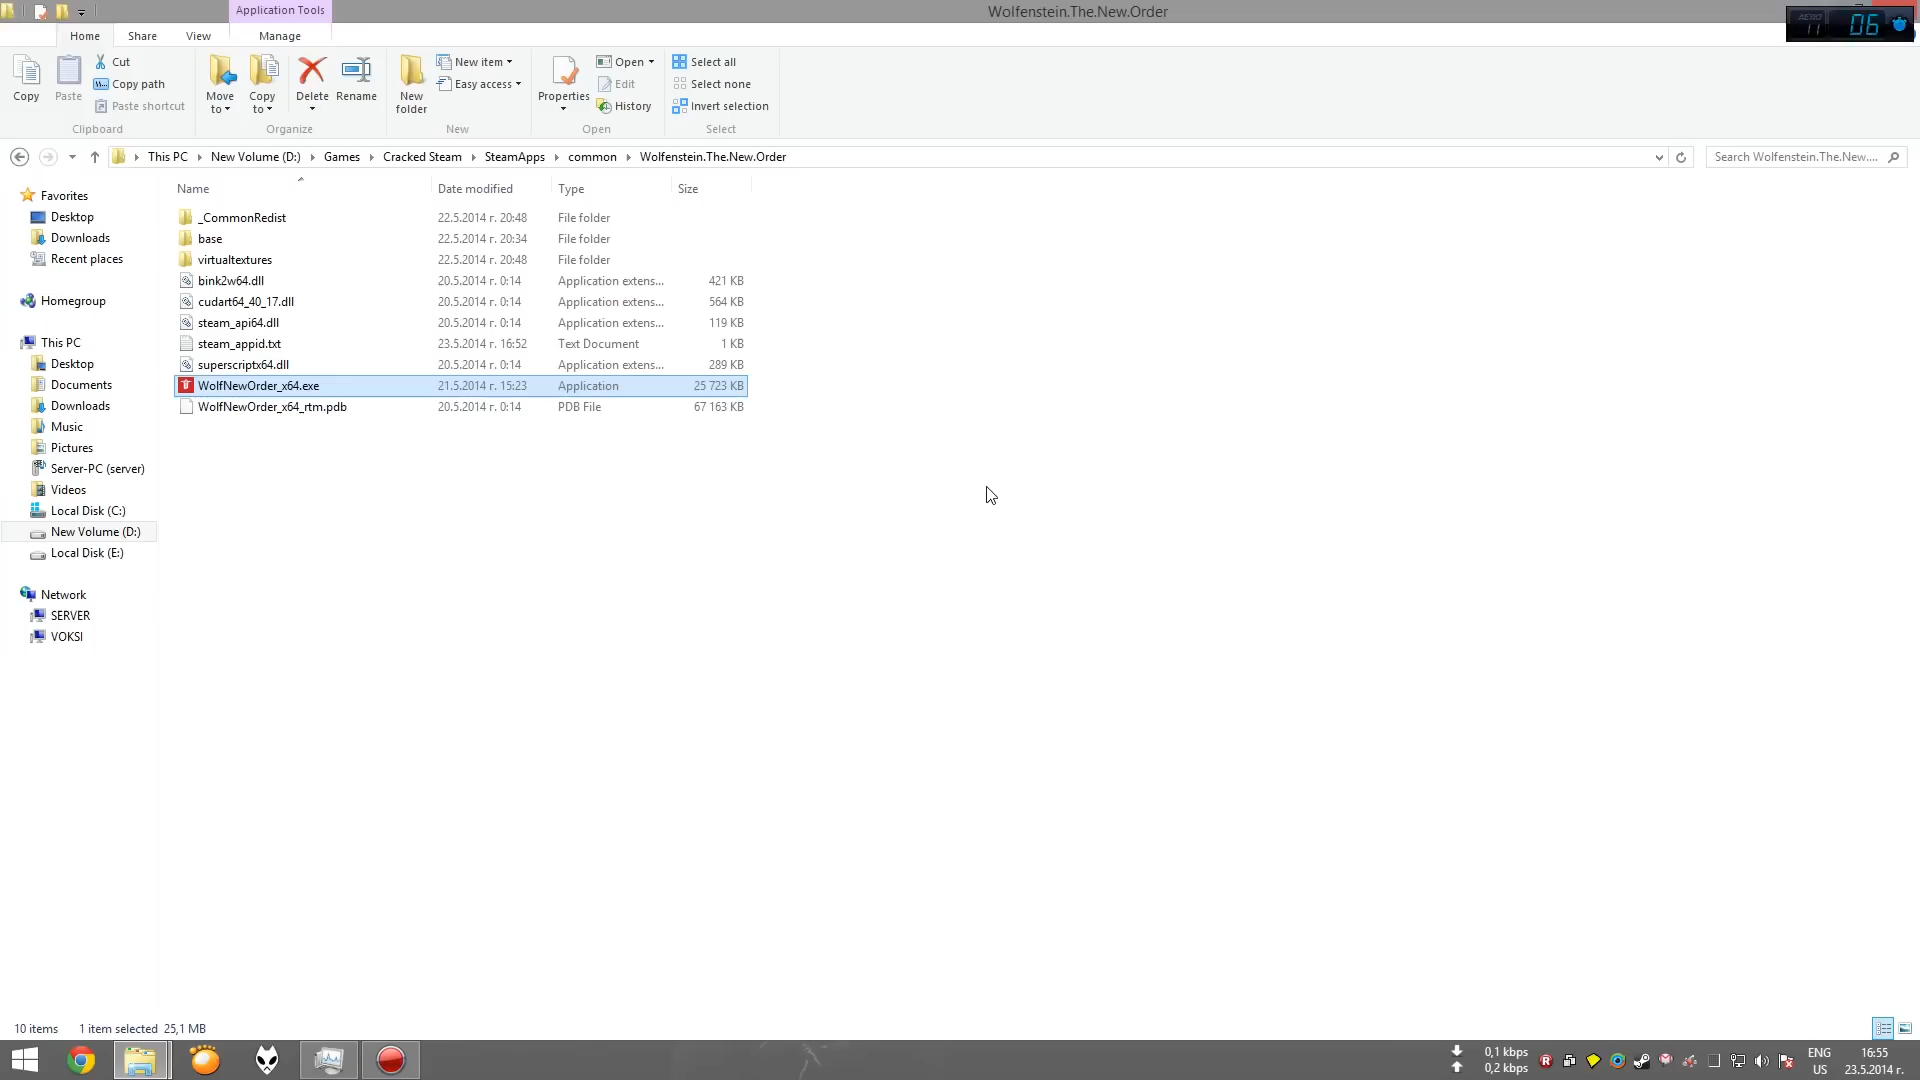 Application Tools
Wolfenstein.The.New.Order
Home
Share
View
Manage
AERO
11
06
Copy
Paste
Cut
Copy path
Paste shortcut
Clipboard
Move to
Copy to
Delete
Rename
Organize
New folder
New item
Easy access
New
Properties
Open
Edit
History
Open
Select all
Select none
Invert selection
Select
This PC
New Volume (D:)
Games
Cracked Steam
SteamApps
common
Wolfenstein.The.New.Order
Search Wolfenstein.The.New....
Name
Date modified
Type
Size
_CommonRedist 22.5.2014 г. 20:48 File folder
base 22.5.2014 г. 20:34 File folder
virtualtextures 22.5.2014 г. 20:48 File folder
bink2w64.dll 20.5.2014 г. 0:14 Application extens... 421 KB
cudart64_40_17.dll 20.5.2014 г. 0:14 Application extens... 564 KB
steam_api64.dll 20.5.2014 г. 0:14 Application extens... 119 KB
steam_appid.txt 23.5.2014 г. 16:52 Text Document 1 KB
superscriptx64.dll 20.5.2014 г. 0:14 Application extens... 289 KB
WolfNewOrder_x64.exe 21.5.2014 г. 15:23 Application 25 723 KB
WolfNewOrder_x64_rtm.pdb 20.5.2014 г. 0:14 PDB File 67 163 KB
Favorites
Desktop
Downloads
Recent places
Homegroup
This PC
Desktop
Documents
Downloads
Music
Pictures
Server-PC (server)
Videos
Local Disk (C:)
New Volume (D:)
Local Disk (E:)
Network
SERVER
VOKSI
10 items
1 item selected 25,1 MB
0,1 kbps
0,2 kbps
ENG
US
16:55
23.5.2014 г.